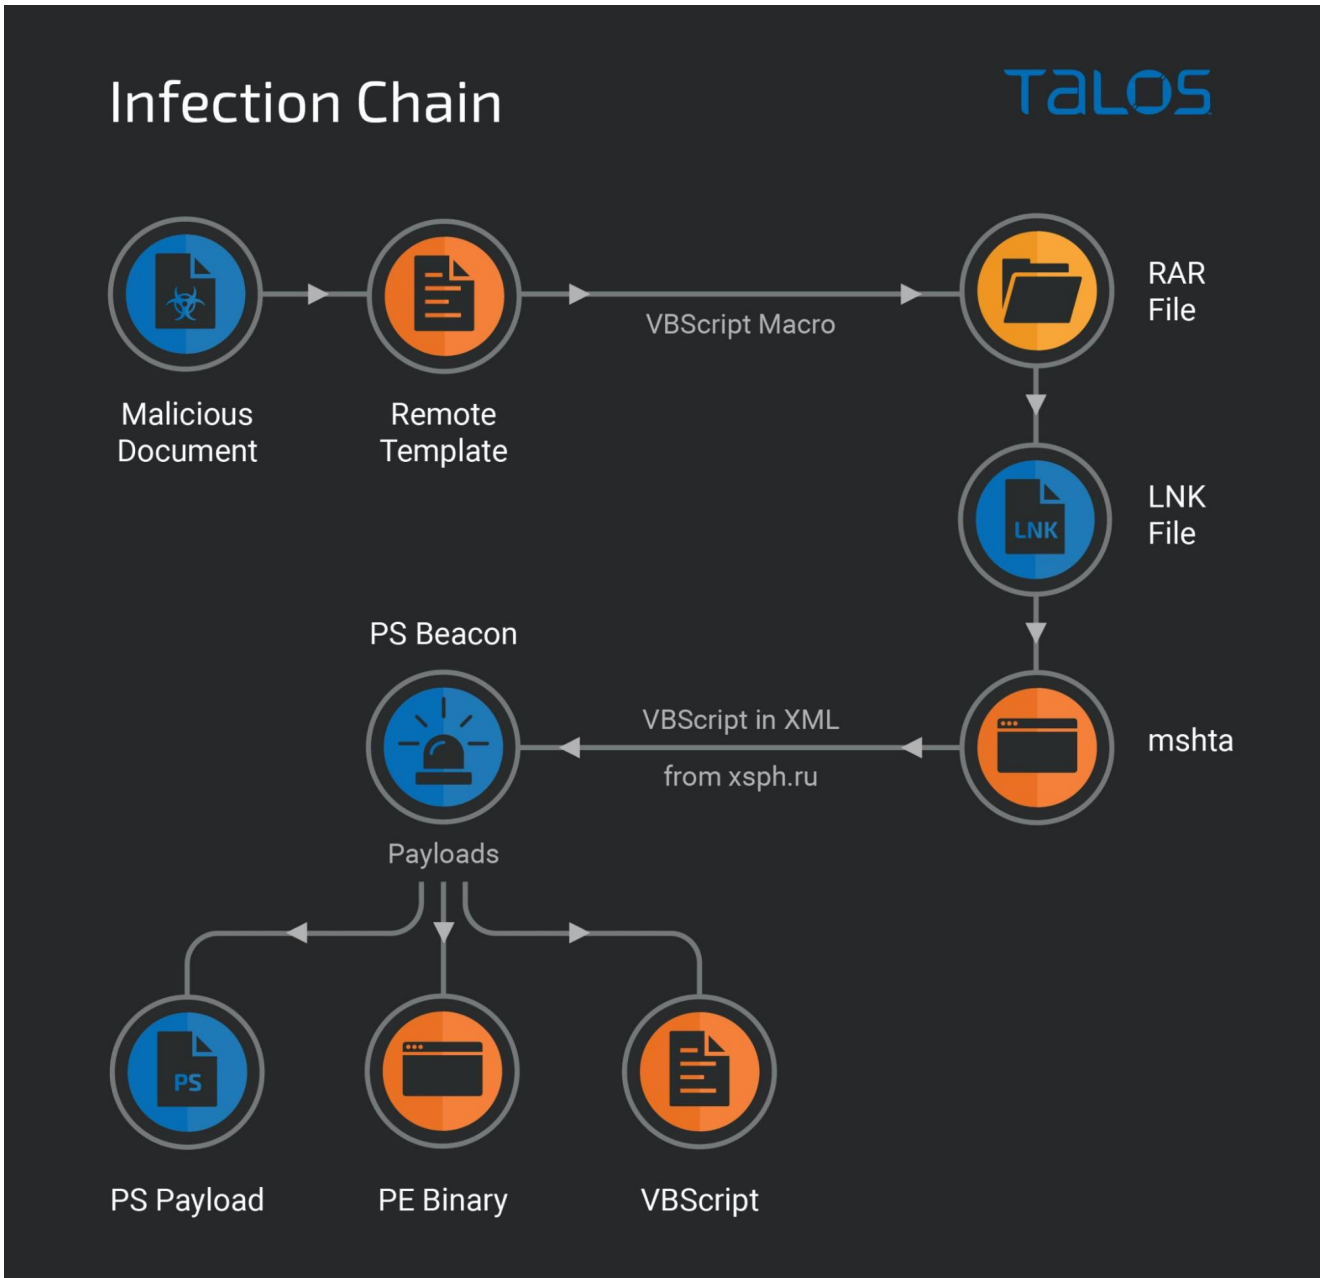 Infection Chain
TALOS
VBScript Macro
RAR
File
Malicious
Document
Remote
Template
LNK
LNK
File
PS Beacon
VBScript in XML
from xsph.ru
mshta
Payloads
PS
PS Payload
PE Binary
VBScript